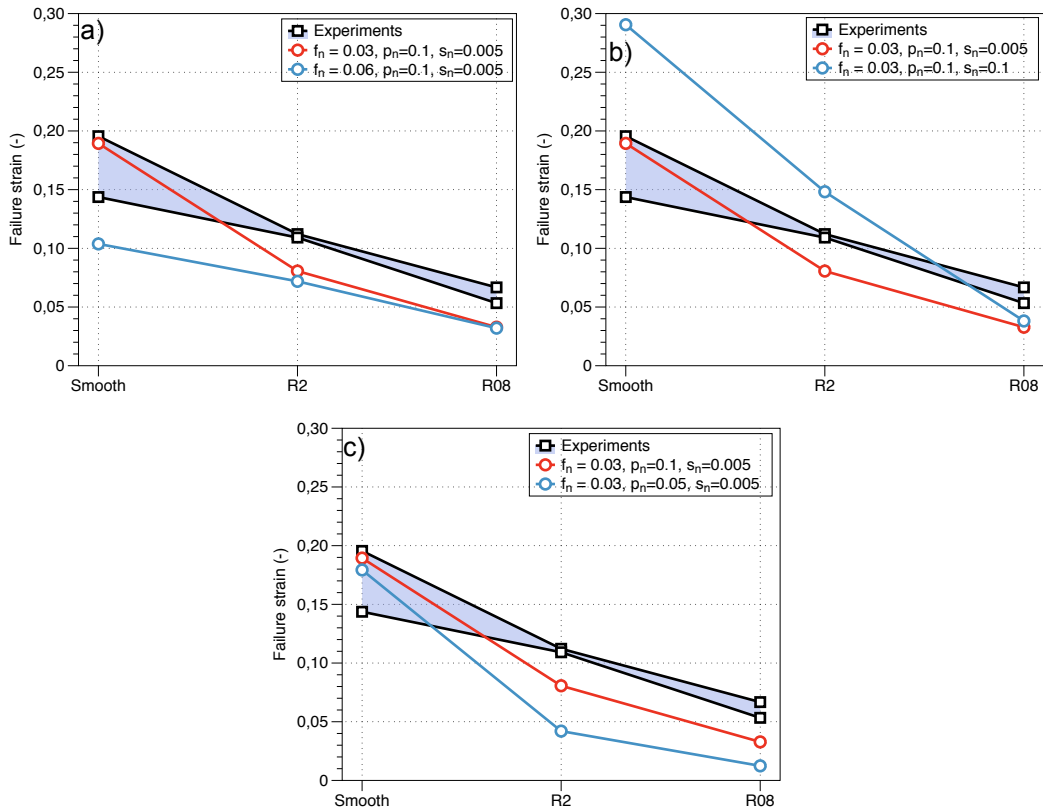 a)
0,30
0,25
0,20
0,15
0,10
0,05
0
Failure strain (-)
Smooth
R2
R08
Experiments
fn = 0.03, pn=0.1, sn=0.005
fn = 0.06, pn=0.1, sn=0.005
b)
0,30
0,25
0,20
0,15
0,10
0,05
0
Failure strain (-)
Smooth
R2
R08
Experiments
fn = 0.03, pn=0.1, sn=0.005
fn = 0.03, pn=0.1, sn=0.1
c)
0,30
0,25
0,20
0,15
0,10
0,05
0
Failure strain (-)
Smooth
R2
R08
Experiments
fn = 0.03, pn=0.1, sn=0.005
fn = 0.03, pn=0.05, sn=0.005